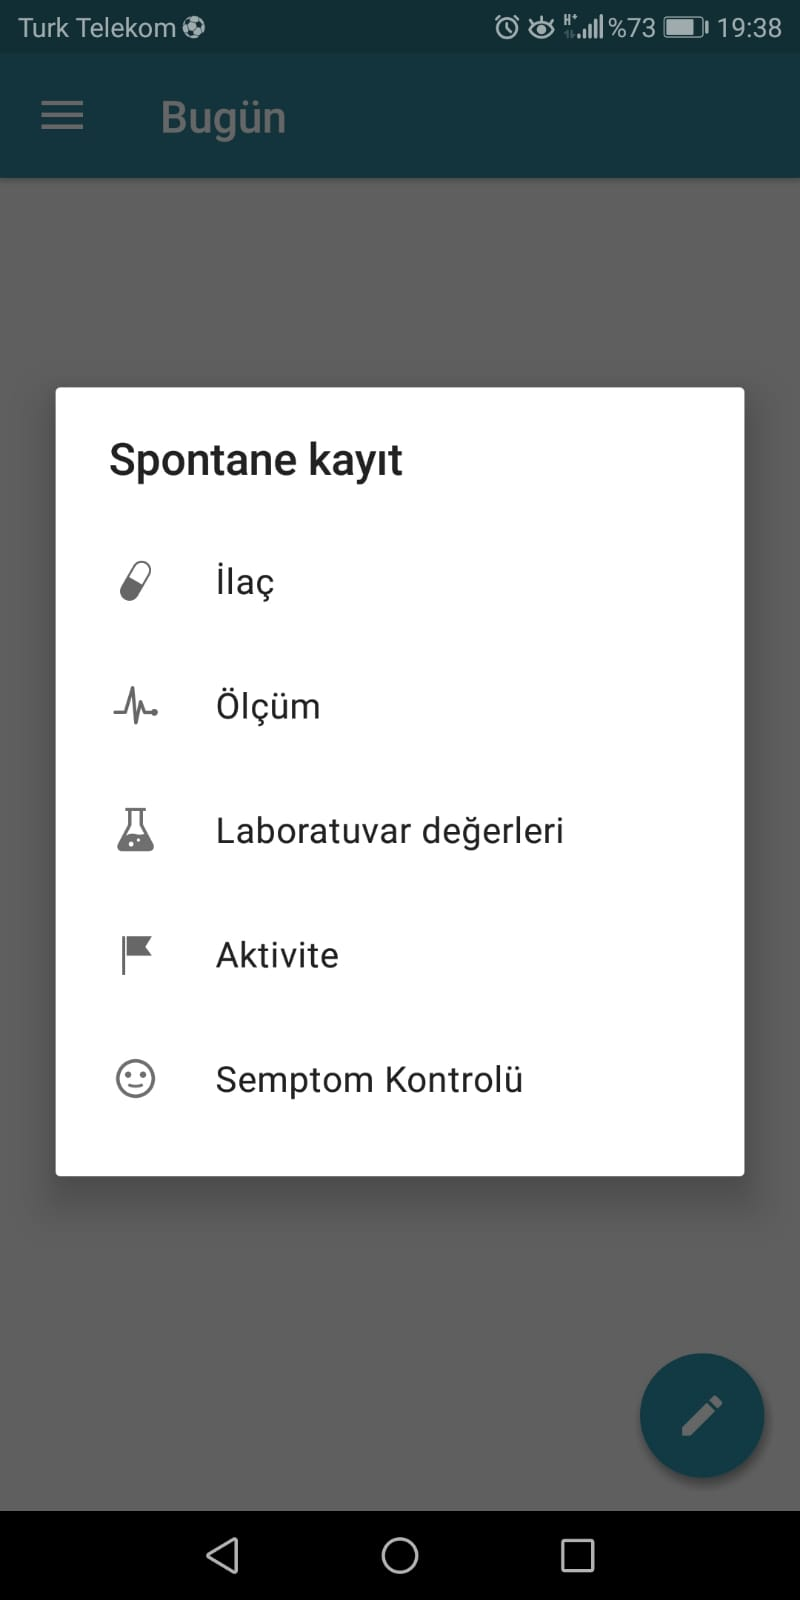 Turk Telekom
H+ %73 19:38
Bugün
Spontane kayıt
İlaç
Ölçüm
Laboratuvar değerleri
Aktivite
Semptom Kontrolü